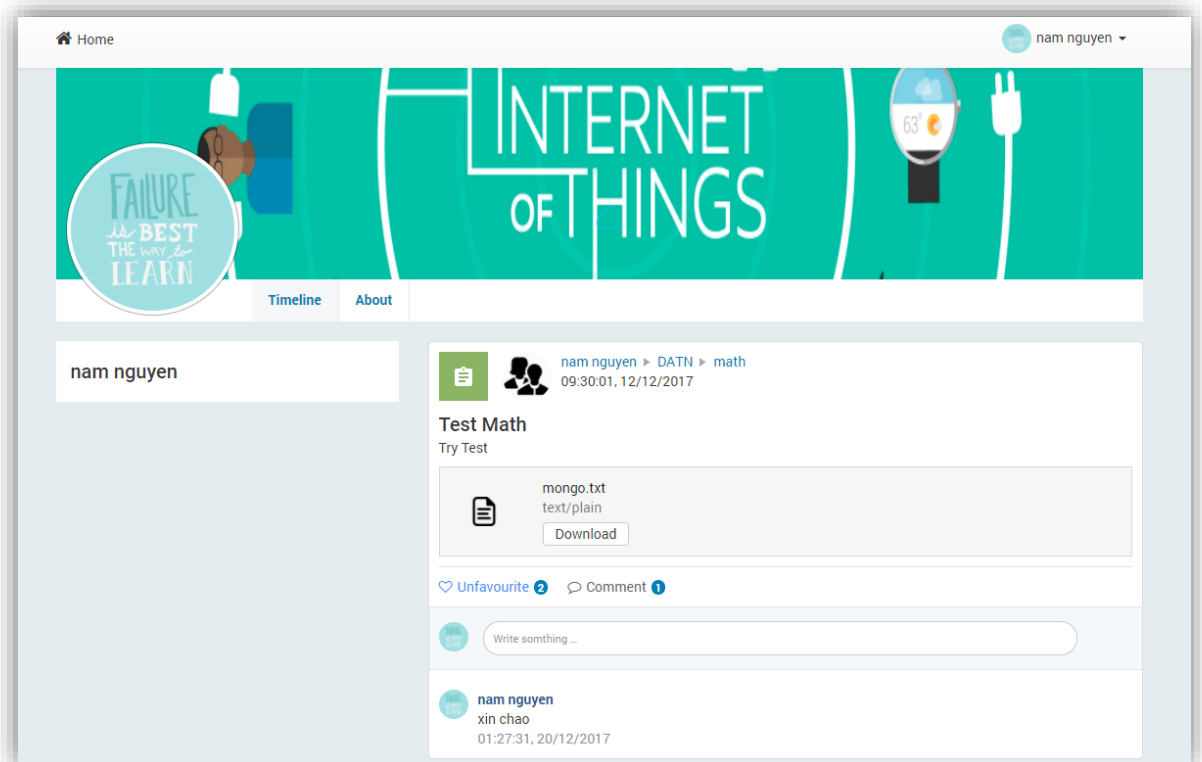 Home
nam nguyen
INTERNET
OF THINGS
63°
FAILURE
is BEST
THE WAY to
LEARN
Timeline
About
nam nguyen
nam nguyen ▸ DATN ▸ math
09:30:01, 12/12/2017
Test Math
Try Test
mongo.txt
text/plain
Download
Unfavourite 2
Comment 1
Write somthing ...
nam nguyen
xin chao
01:27:31, 20/12/2017